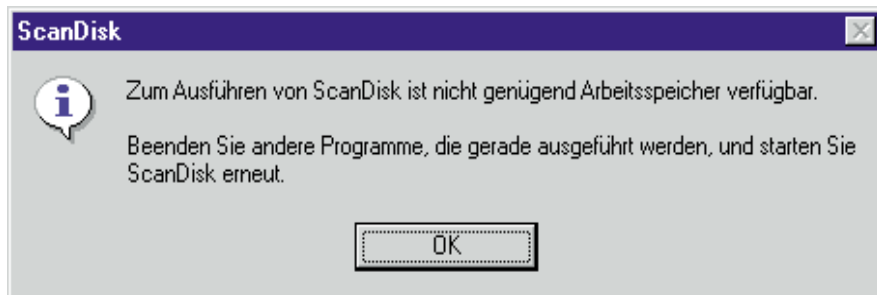 ScanDisk
Zum Ausführen von ScanDisk ist nicht genügend Arbeitsspeicher verfügbar.
Beenden Sie andere Programme, die gerade ausgeführt werden, und starten Sie
ScanDisk erneut.
OK